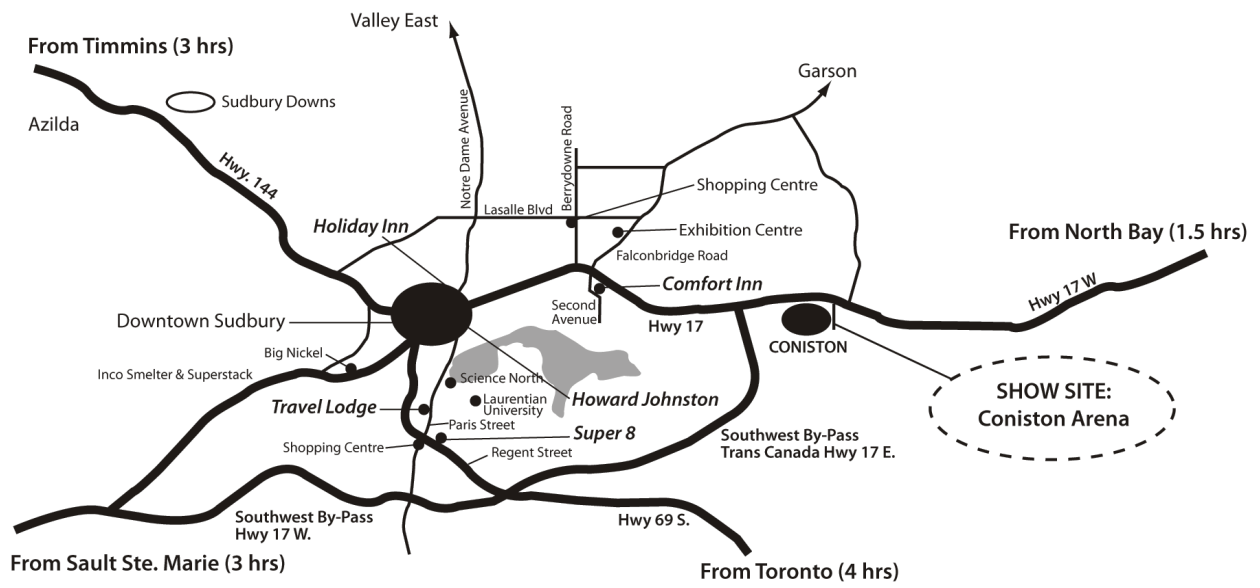 Valley East
From Timmins (3 hrs)
Garson
Sudbury Downs
Azilda
Notre Dame Avenue
Berrydowne Road
Hwy. 144
Shopping Centre
Lasalle Blvd
Holiday Inn
Exhibition Centre
From North Bay (1.5 hrs)
Falconbridge Road
Comfort Inn
Hwy 17 W
Second
Avenue
Downtown Sudbury
Hwy 17
CONISTON
Big Nickel
Inco Smelter & Superstack
Science North
SHOW SITE:
Coniston Arena
Travel Lodge
Laurentian
University
Howard Johnston
Paris Street
Super 8
Shopping Centre
Regent Street
Southwest By-Pass
Trans Canada Hwy 17 E.
Southwest By-Pass
Hwy 17 W.
Hwy 69 S.
From Sault Ste. Marie (3 hrs)
From Toronto (4 hrs)